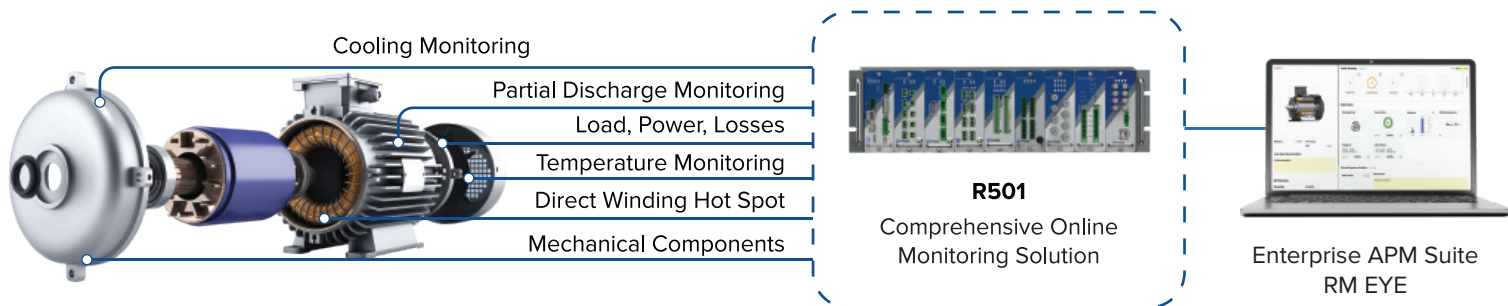 Cooling Monitoring
Partial Discharge Monitoring
Load, Power, Losses
Temperature Monitoring
Direct Winding Hot Spot
Mechanical Components
R501
Comprehensive Online
Monitoring Solution
Enterprise APM Suite
RM EYE